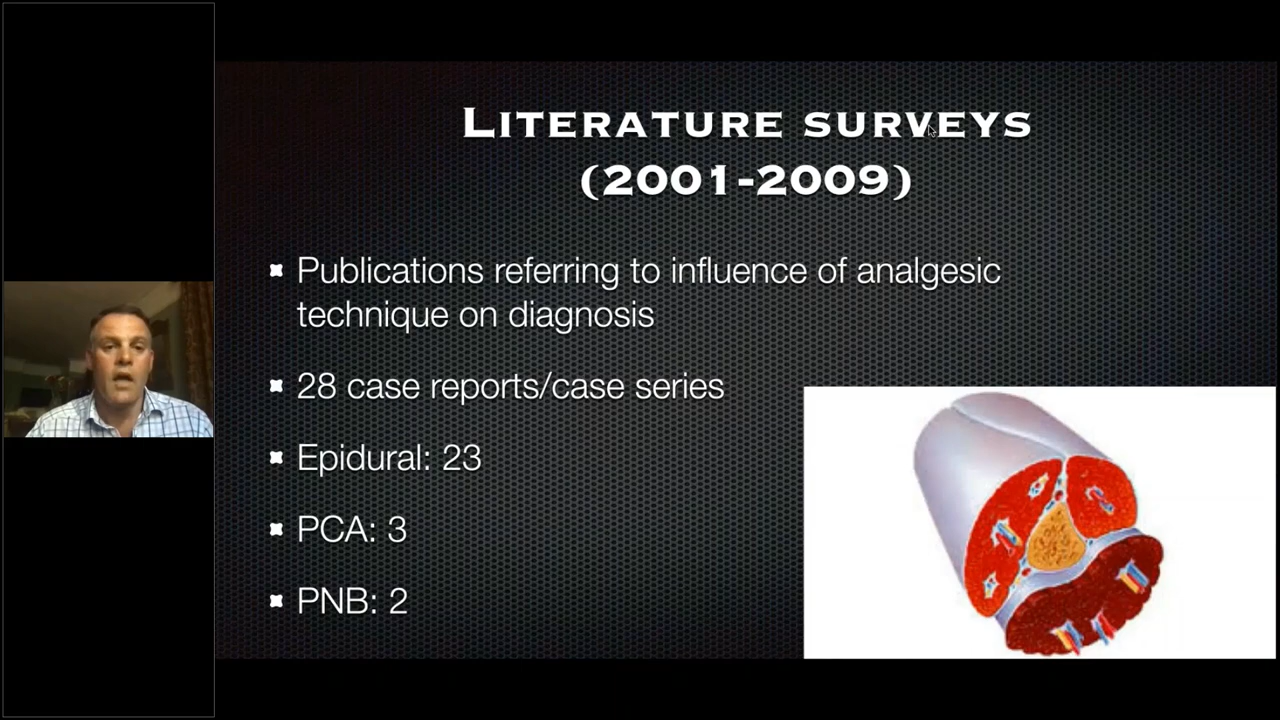 LITERATURE SURVEYS
(2001-2009)
Publications referring to influence of analgesic
technique on diagnosis
28 case reports/case series
Epidural: 23
PCA: 3
PNB: 2